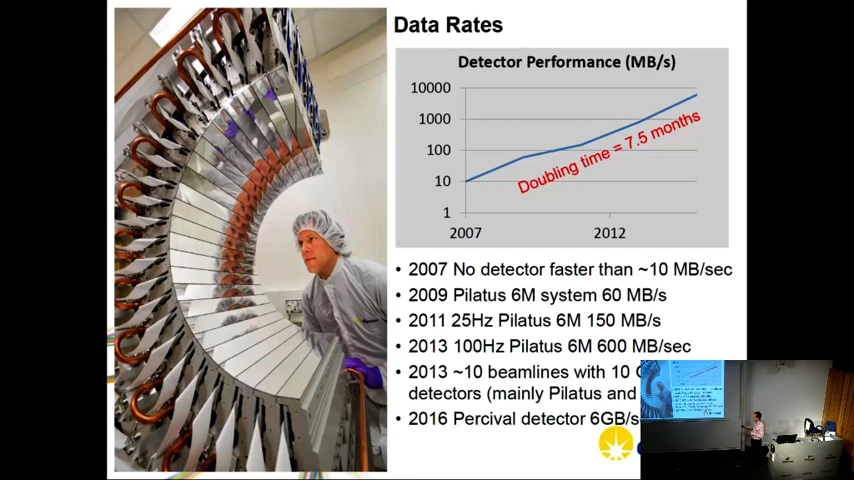 Data Rates
Detector Performance (MB/s)
10000
1000
100
10
1
2007
2012
Doubling time = 7.5 months
• 2007 No detector faster than ~10 MB/sec
• 2009 Pilatus 6M system 60 MB/s
• 2011 25Hz Pilatus 6M 150 MB/s
• 2013 100Hz Pilatus 6M 600 MB/sec
• 2013 ~10 beamlines with 10
detectors (mainly Pilatus and
• 2016 Percival detector 6GB/s